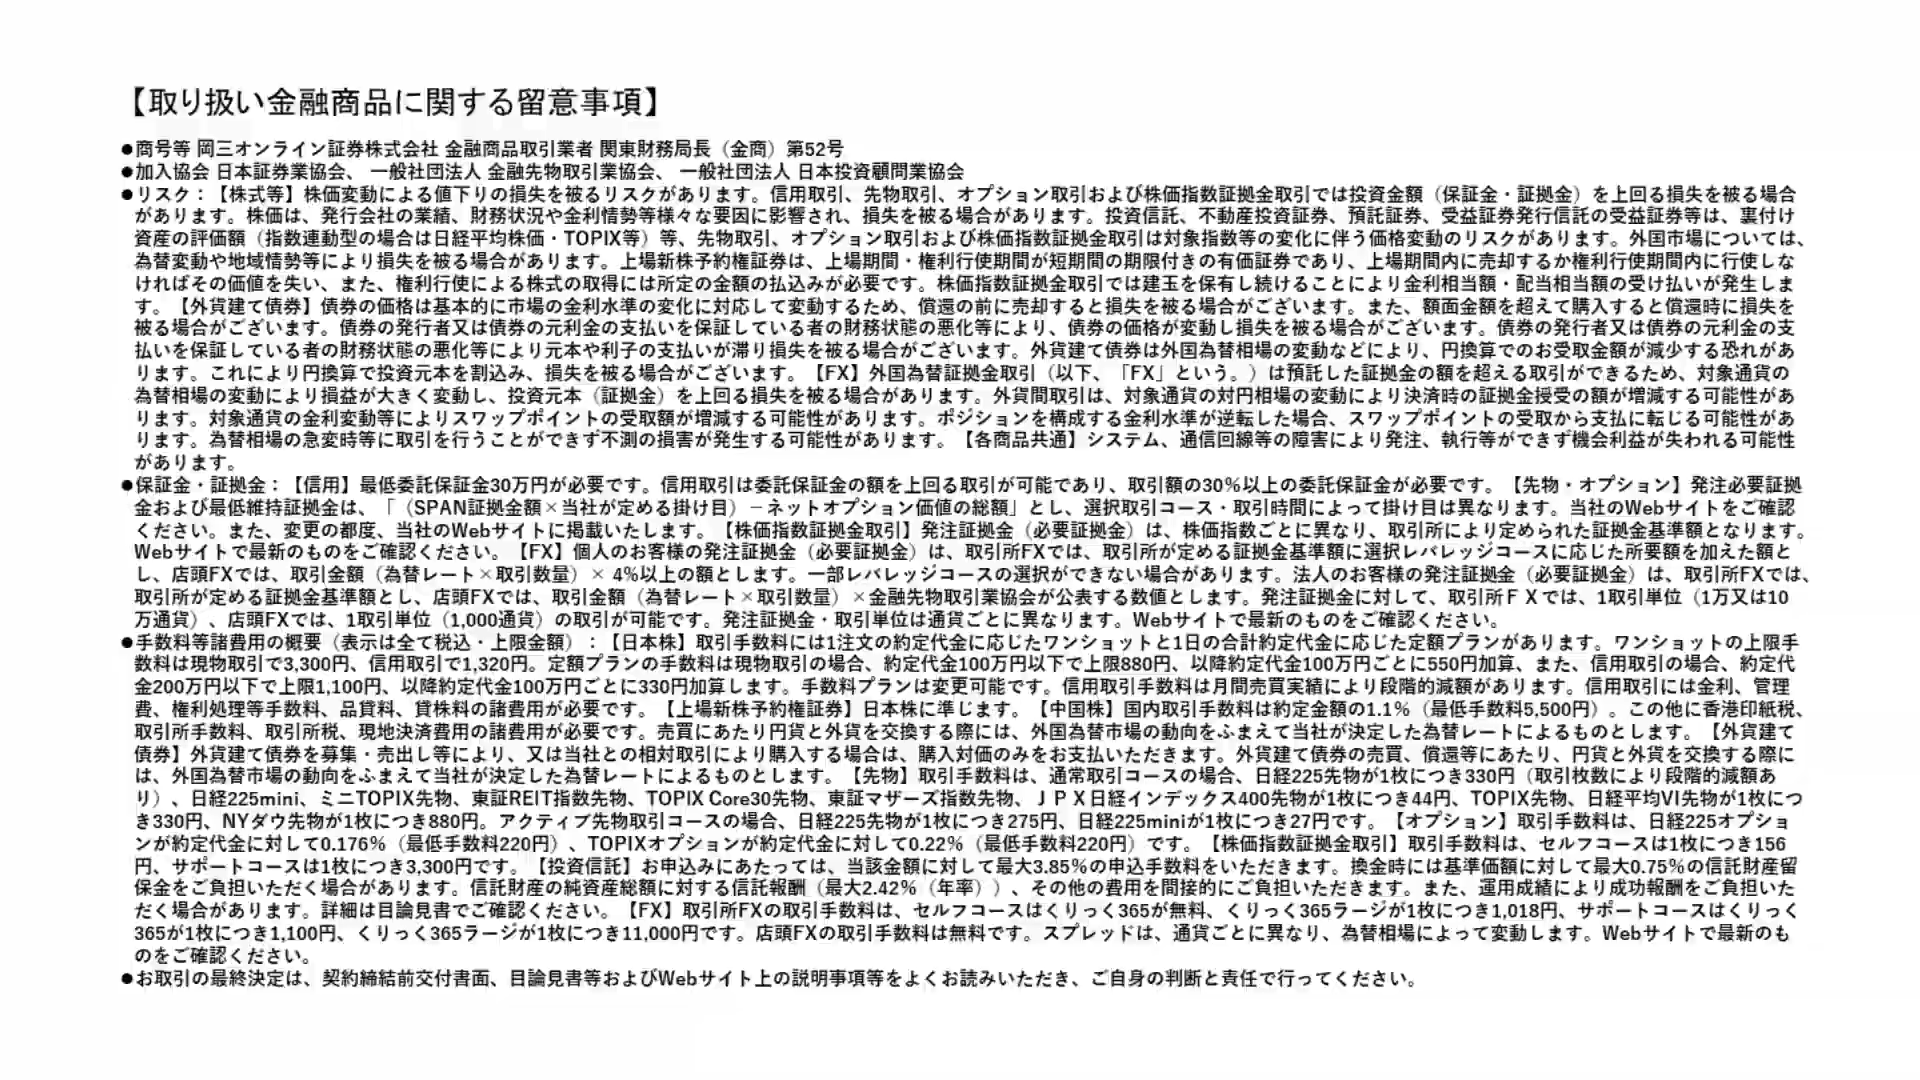 【取り扱い金融商品に関する留意事項】
●商号等 岡三オンライン証券株式会社 金融商品取引業者 関東財務局長（金商）第52号
●加入協会 日本証券業協会、 一般社団法人 金融先物取引業協会、 一般社団法人 日本投資顧問業協会
●リスク：【株式等】株価変動による値下りの損失を被るリスクがあります。信用取引、先物取引、オプション取引および株価指数証拠金取引では投資金額（保証金・証拠金）を上回る損失を被る場合
があります。株価は、発行会社の業績、財務状況や金利情勢等様々な要因に影響され、損失を被る場合があります。投資信託、不動産投資証券、預託証券、受益証券発行信託の受益証券等は、裏付け
資産の評価額（指数連動型の場合は日経平均株価・TOPIX等）等、先物取引、オプション取引および株価指数証拠金取引は対象指数等の変化に伴う価格変動のリスクがあります。外国市場については、
為替変動や地域情勢等により損失を被る場合があります。上場新株予約権証券は、上場期間・権利行使期間が短期間の期限付きの有価証券であり、上場期間内に売却するか権利行使期間内に行使しな
ければその価値を失い、また、権利行使による株式の取得には所定の金額の払込みが必要です。株価指数証拠金取引では建玉を保有し続けることにより金利相当額・配当相当額の受け払いが発生しま
す。【外貨建て債券】債券の価格は基本的に市場の金利水準の変化に対応して変動するため、償還の前に売却すると損失を被る場合がございます。また、額面金額を超えて購入すると償還時に損失を
被る場合がございます。債券の発行者又は債券の元利金の支払いを保証している者の財務状態の悪化等により、債券の価格が変動し損失を被る場合がございます。債券の発行者又は債券の元利金の支
払いを保証している者の財務状態の悪化等により元本や利子の支払いが滞り損失を被る場合がございます。外貨建て債券は外国為替相場の変動などにより、円換算でのお受取金額が減少する恐れがあ
ります。これにより円換算で投資元本を割込み、損失を被る場合がございます。【FX】外国為替証拠金取引（以下、「FX」という。）は預託した証拠金の額を超える取引ができるため、対象通貨の
為替相場の変動により損益が大きく変動し、投資元本（証拠金）を上回る損失を被る場合があります。外貨間取引は、対象通貨の対円相場の変動により決済時の証拠金授受の額が増減する可能性があ
ります。対象通貨の金利変動等によりスワップポイントの受取額が増減する可能性があります。ポジションを構成する金利水準が逆転した場合、スワップポイントの受取から支払に転じる可能性があ
ります。為替相場の急変時等に取引を行うことができず不測の損害が発生する可能性があります。【各商品共通】システム、通信回線等の障害により発注、執行等ができず機会利益が失われる可能性
があります。
●保証金・証拠金：【信用】最低委託保証金30万円が必要です。信用取引は委託保証金の額を上回る取引が可能であり、取引額の30％以上の委託保証金が必要です。【先物・オプション】発注必要証拠
金および最低維持証拠金は、「（SPAN証拠金額×当社が定める掛け目）－ネットオプション価値の総額」とし、選択取引コース・取引時間によって掛け目は異なります。当社のWebサイトをご確認
ください。また、変更の都度、当社のWebサイトに掲載いたします。【株価指数証拠金取引】発注証拠金（必要証拠金）は、株価指数ごとに異なり、取引所により定められた証拠金基準額となります。
Webサイトで最新のものをご確認ください。【FX】個人のお客様の発注証拠金（必要証拠金）は、取引所FXでは、取引所が定める証拠金基準額に選択レバレッジコースに応じた所要額を加えた額と
し、店頭FXでは、取引金額（為替レート×取引数量）× 4％以上の額とします。一部レバレッジコースの選択ができない場合があります。法人のお客様の発注証拠金（必要証拠金）は、取引所FXでは、
取引所が定める証拠金基準額とし、店頭FXでは、取引金額（為替レート×取引数量）×金融先物取引業協会が公表する数値とします。発注証拠金に対して、取引所ＦＸでは、1取引単位（1万又は10
万通貨）、店頭FXでは、1取引単位（1,000通貨）の取引が可能です。発注証拠金・取引単位は通貨ごとに異なります。Webサイトで最新のものをご確認ください。
●手数料等諸費用の概要（表示は全て税込・上限金額）：【日本株】取引手数料には1注文の約定代金に応じたワンショットと1日の合計約定代金に応じた定額プランがあります。ワンショットの上限手
数料は現物取引で3,300円、信用取引で1,320円。定額プランの手数料は現物取引の場合、約定代金100万円以下で上限880円、以降約定代金100万円ごとに550円加算、また、信用取引の場合、約定代
金200万円以下で上限1,100円、以降約定代金100万円ごとに330円加算します。手数料プランは変更可能です。信用取引手数料は月間売買実績により段階的減額があります。信用取引には金利、管理
費、権利処理等手数料、品貸料、貸株料の諸費用が必要です。【上場新株予約権証券】日本株に準じます。【中国株】国内取引手数料は約定金額の1.1％（最低手数料5,500円）。この他に香港印紙税、
取引所手数料、取引所税、現地決済費用の諸費用が必要です。売買にあたり円貨と外貨を交換する際には、外国為替市場の動向をふまえて当社が決定した為替レートによるものとします。【外貨建て
債券】外貨建て債券を募集・売出し等により、又は当社との相対取引により購入する場合は、購入対価のみをお支払いただきます。外貨建て債券の売買、償還等にあたり、円貨と外貨を交換する際に
は、外国為替市場の動向をふまえて当社が決定した為替レートによるものとします。【先物】取引手数料は、通常取引コースの場合、日経225先物が1枚につき330円（取引枚数により段階的減額あ
り）、日経225mini、ミニTOPIX先物、東証REIT指数先物、TOPIX Core30先物、東証マザーズ指数先物、ＪＰＸ日経インデックス400先物が1枚につき44円、TOPIX先物、日経平均VI先物が1枚につ
き330円、NYダウ先物が1枚につき880円。アクティブ先物取引コースの場合、日経225先物が1枚につき275円、日経225miniが1枚につき27円です。【オプション】取引手数料は、日経225オプショ
ンが約定代金に対して0.176％（最低手数料220円）、TOPIXオプションが約定代金に対して0.22％（最低手数料220円）です。【株価指数証拠金取引】取引手数料は、セルフコースは1枚につき156
円、サポートコースは1枚につき3,300円です。【投資信託】お申込みにあたっては、当該金額に対して最大3.85％の申込手数料をいただきます。換金時には基準価額に対して最大0.75％の信託財産留
保金をご負担いただく場合があります。信託財産の純資産総額に対する信託報酬（最大2.42％（年率））、その他の費用を間接的にご負担いただきます。また、運用成績により成功報酬をご負担いた
だく場合があります。詳細は目論見書でご確認ください。【FX】取引所FXの取引手数料は、セルフコースはくりっく365が無料、くりっく365ラージが1枚につき1,018円、サポートコースはくりっく
365が1枚につき1,100円、くりっく365ラージが1枚につき11,000円です。店頭FXの取引手数料は無料です。スプレッドは、通貨ごとに異なり、為替相場によって変動します。Webサイトで最新のも
のをご確認ください。
●お取引の最終決定は、契約締結前交付書面、目論見書等およびWebサイト上の説明事項等をよくお読みいただき、ご自身の判断と責任で行ってください。